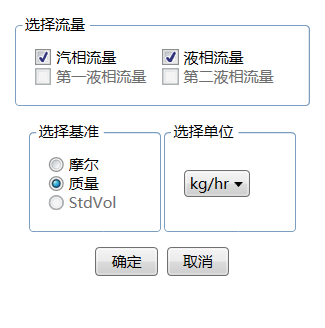 选择流量
汽相流量 液相流量
第一液相流量 第二液相流量
选择基准 选择单位
摩尔
质量 kg/hr
StdVol
确定 取消